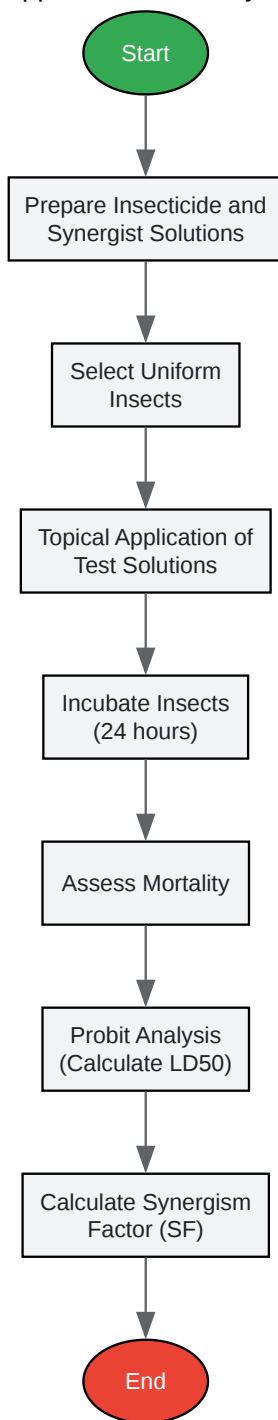 Start
Prepare Insecticide and
Synergist Solutions
Select Uniform
Insects
Topical Application of
Test Solutions
Incubate Insects
(24 hours)
Assess Mortality
Probit Analysis
(Calculate LD50)
Calculate Synergism
Factor (SF)
End